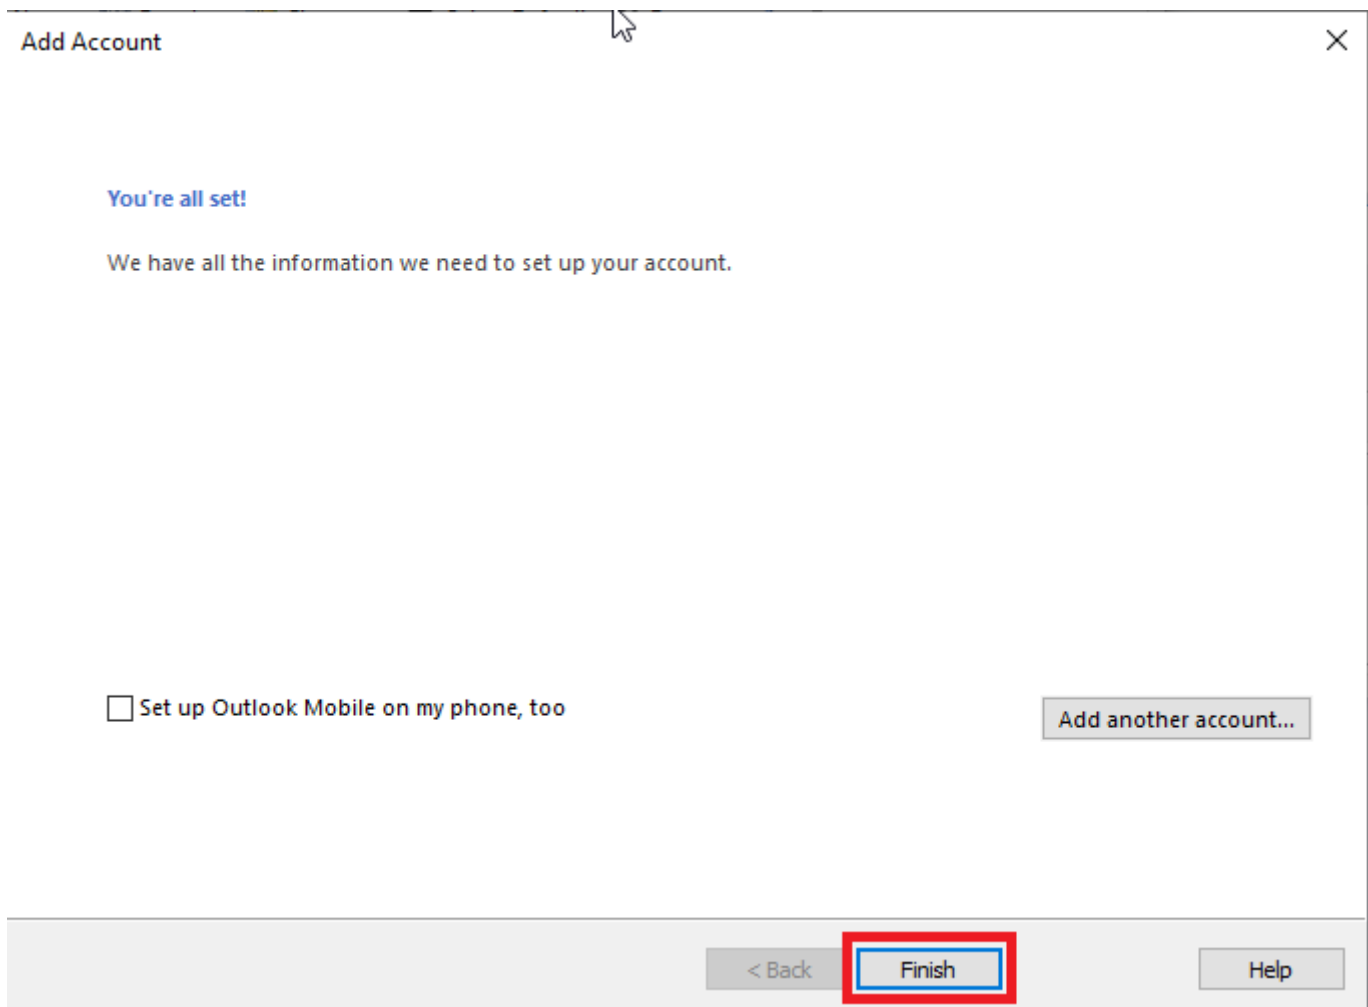 Add Account
You're all set!
We have all the information we need to set up your account.
Set up Outlook Mobile on my phone, too
Add another account...
< Back
Finish
Help